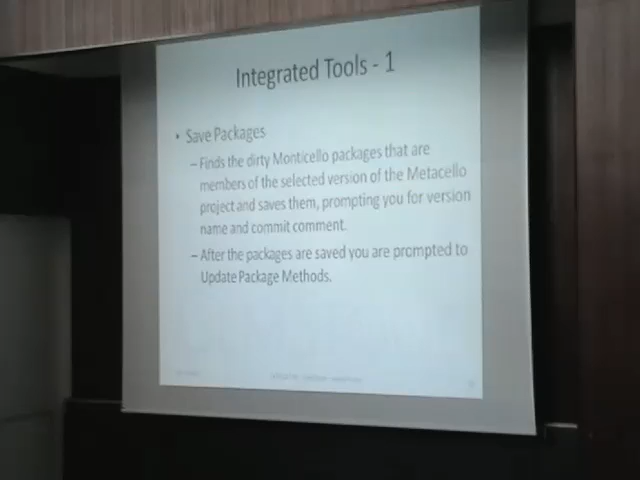 Integrated Tools - 1
• Save Packages
– Finds the dirty Monticello packages that are
members of the selected version of the Metacello
project and saves them, prompting you for version
name and commit comment.
– After the packages are saved you are prompted to
Update Package Methods.